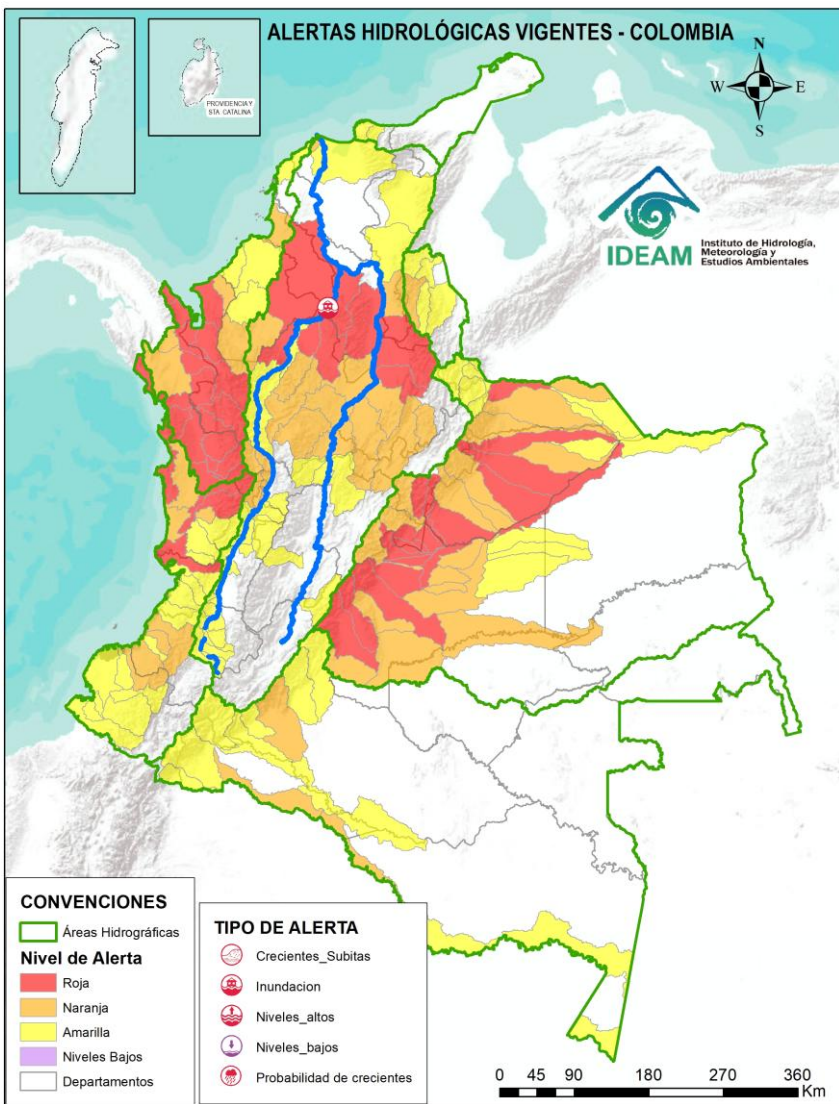 ALERTAS HIDROLÓGICAS VIGENTES - COLOMBIA
PROVIDENCIA Y
STA CATALINA
N
W E
S
IDEAM
Instituto de Hidrología,
Meteorología y
Estudios Ambientales
CONVENCIONES
Áreas Hidrográficas
Nivel de Alerta
Roja
Naranja
Amarilla
Niveles Bajos
Departamentos
TIPO DE ALERTA
Crecientes_Subitas
Inundacion
Niveles_altos
Niveles_bajos
Probabilidad de crecientes
0 45 90 180 270 360
Km